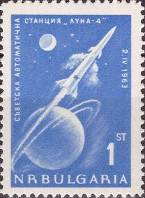 СЪВЕТСКА АВТОМАТИЧНА
СТАНЦИЯ „ЛУНА-4“
2·IV·1963
1 ST
NR BULGARIA